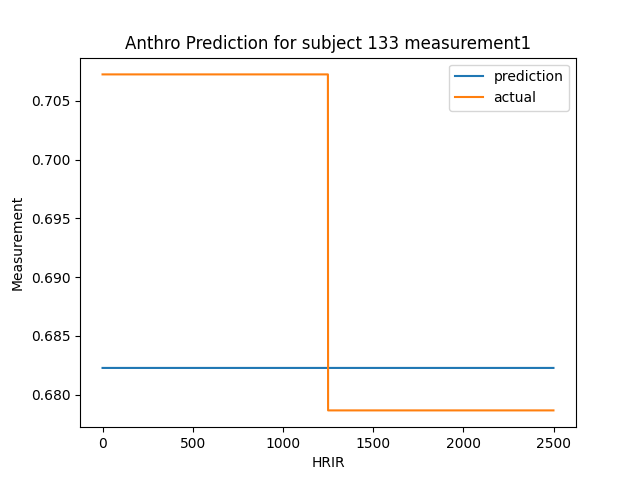 Anthro Prediction for subject 133 measurement1
prediction
actual
0.705
0.700
0.695
0.690
0.685
0.680
Measurement
0
500
1000
1500
2000
2500
HRIR